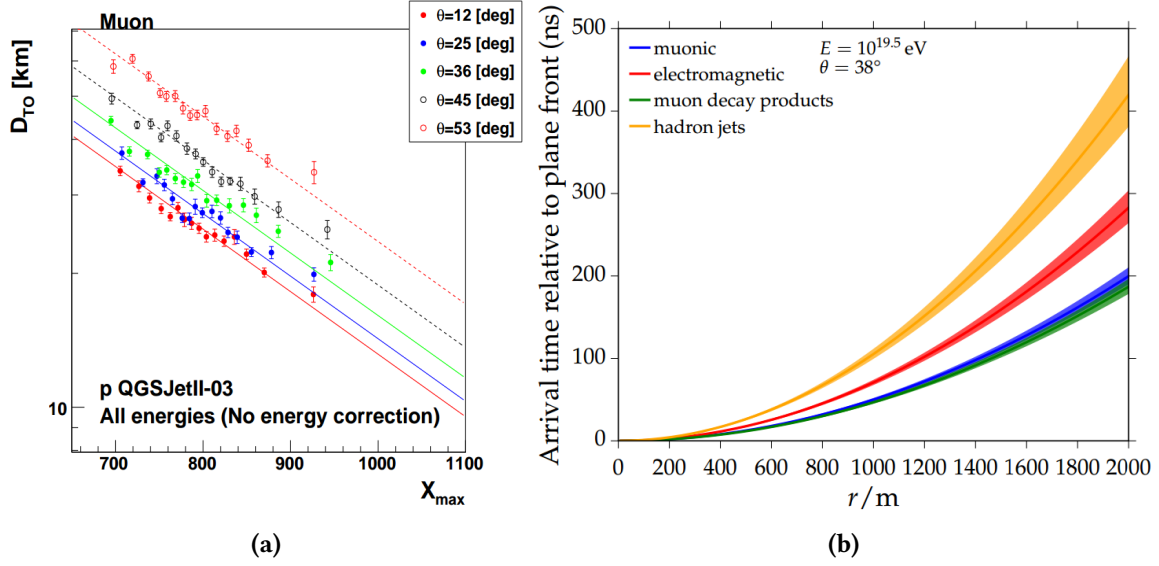 Muon
θ=12 [deg]
θ=25 [deg]
θ=36 [deg]
θ=45 [deg]
θ=53 [deg]
D_TO [km]
10
p QGSJetII-03
All energies (No energy correction)
700 800 900 1000 1100
X_max
(a)
Arrival time relative to plane front (ns)
500
400
300
200
100
0
muonic
electromagnetic
muon decay products
hadron jets
E = 10^19.5 eV
θ = 38°
0 200 400 600 800 1000 1200 1400 1600 1800 2000
r/m
(b)